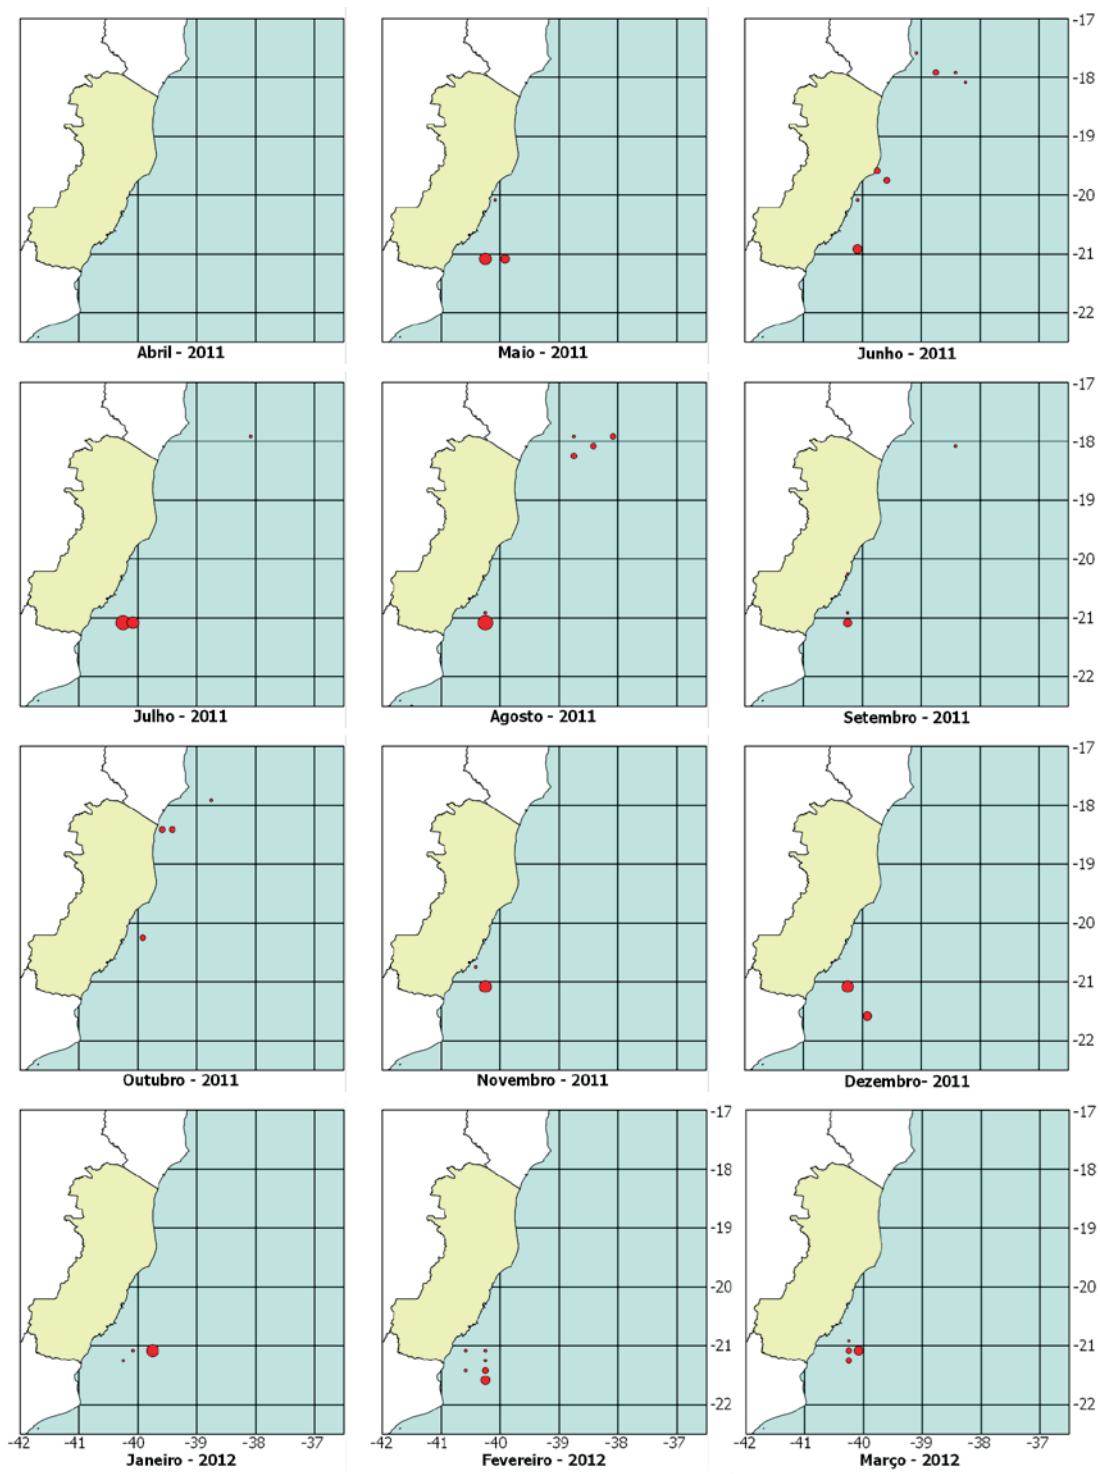 -17
-18
-19
-20
-21
-22
Abril - 2011
Maio - 2011
Junho - 2011
-17
-18
-19
-20
-21
-22
Julho - 2011
Agosto - 2011
Setembro - 2011
-17
-18
-19
-20
-21
-22
Outubro - 2011
Novembro - 2011
Dezembro- 2011
-17 -17
-18 -18
-19 -19
-20 -20
-21 -21
-22 -22
-42 -41 -40 -39 -38 -37 -42 -41 -40 -39 -38 -37 -42 -41 -40 -39 -38 -37
Janeiro - 2012
Fevereiro - 2012
Março - 2012